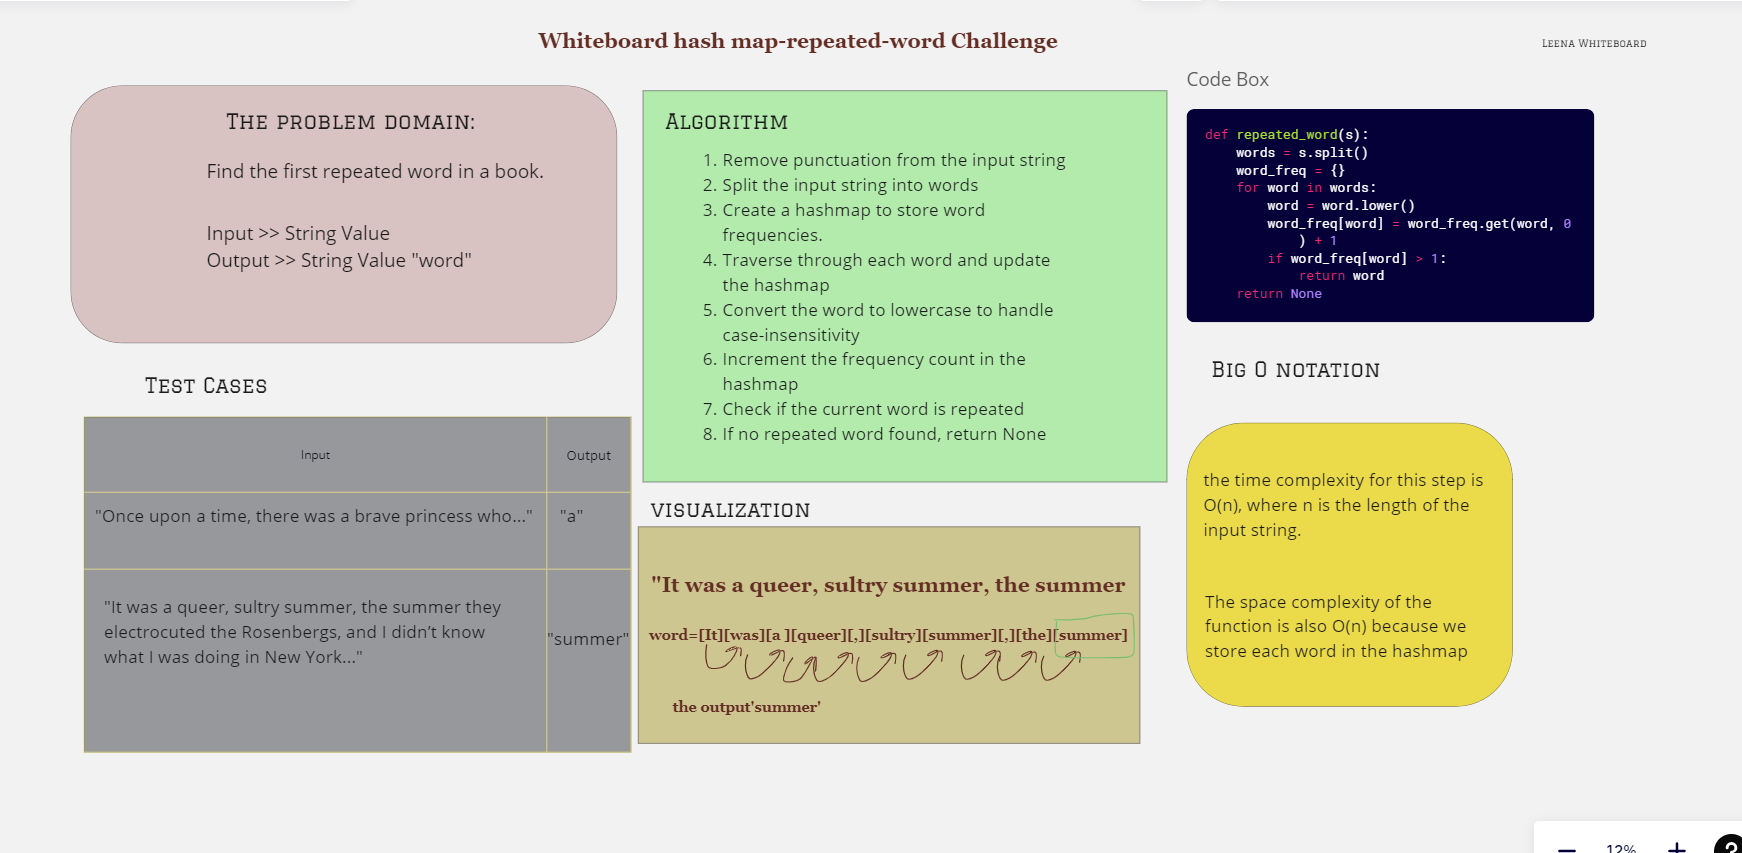 Whiteboard hash map-repeated-word Challenge
Leena Whiteboard
The problem domain:
Find the first repeated word in a book.
Input >> String Value
Output >> String Value "word"
Test Cases
Input
Output
"Once upon a time, there was a brave princess who..."
"a"
"It was a queer, sultry summer, the summer they
electrocuted the Rosenbergs, and I didn’t know
what I was doing in New York..."
"summer"
Algorithm
1. Remove punctuation from the input string
2. Split the input string into words
3. Create a hashmap to store word
frequencies.
4. Traverse through each word and update
the hashmap
5. Convert the word to lowercase to handle
case-insensitivity
6. Increment the frequency count in the
hashmap
7. Check if the current word is repeated
8. If no repeated word found, return None
VISUALIZATION
"It was a queer, sultry summer, the summer
word=[It][was][a ][queer][,][sultry][summer][,][the][summer]
the output'summer'
Code Box
def repeated_word(s):
words = s.split()
word_freq = {}
for word in words:
word = word.lower()
word_freq[word] = word_freq.get(word, 0
) + 1
if word_freq[word] > 1:
return word
return None
Big O notation
the time complexity for this step is
O(n), where n is the length of the
input string.
The space complexity of the
function is also O(n) because we
store each word in the hashmap
12%